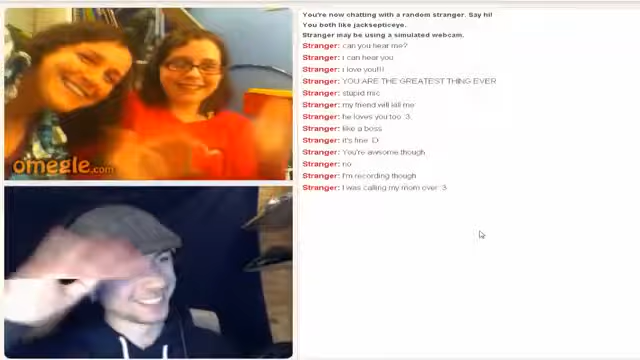 You're now chatting with a random stranger. Say hi!
You both like jacksepticeye.
Stranger may be using a simulated webcam.
Stranger: can you hear me?
Stranger: i can hear you
Stranger: i love you!!!
Stranger: YOU ARE THE GREATEST THING EVER
Stranger: stupid mic
Stranger: my friend will kill me
Stranger: he loves you too :3
Stranger: like a boss
Stranger: it's fine :D
Stranger: You're awsome though
Stranger: no
Stranger: I'm recording though
Stranger: I was calling my mom over :3
omegle.com